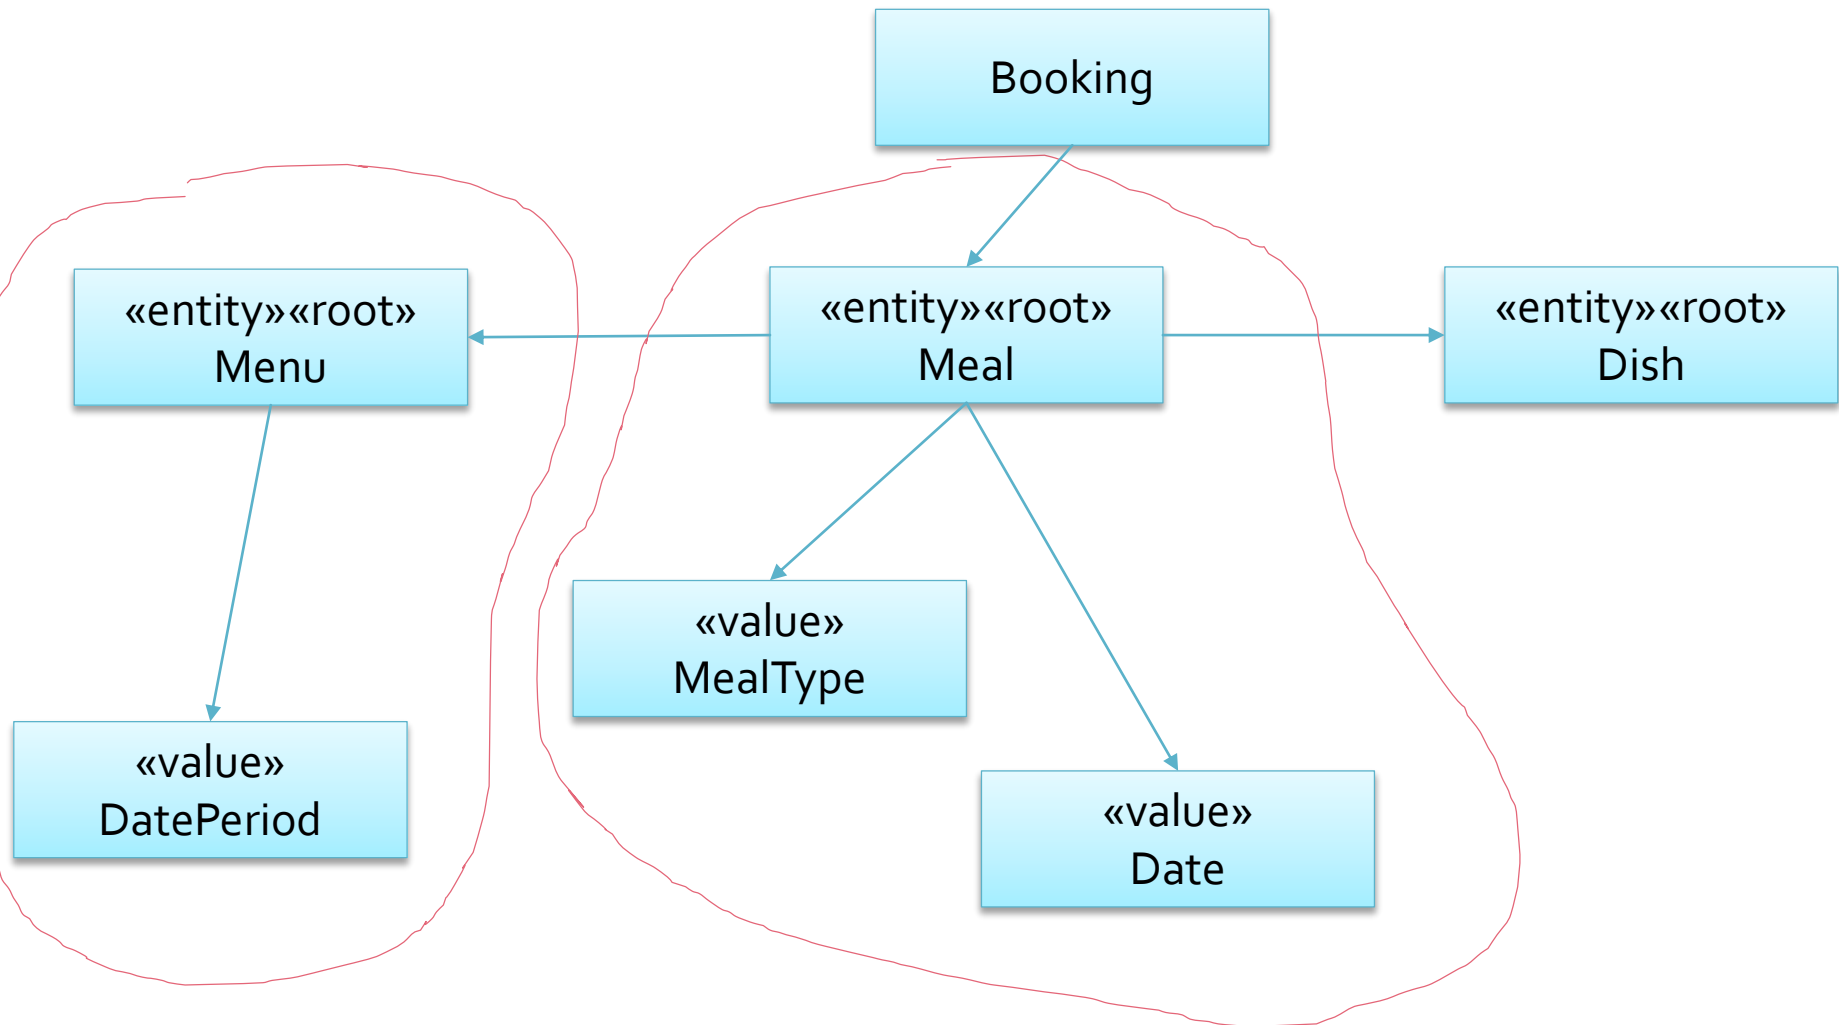 Booking
«entity»«root»
Menu
«entity»«root»
Meal
«entity»«root»
Dish
«value»
MealType
«value»
DatePeriod
«value»
Date